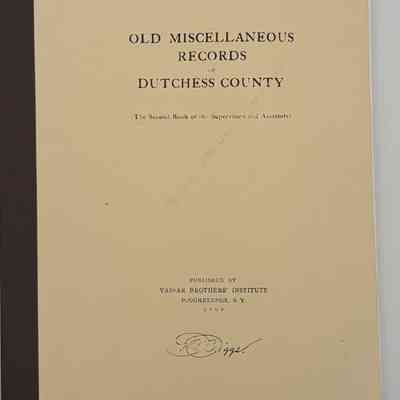 OLD MISCELLANEOUS
RECORDS
OF
DUTCHESS COUNTY
(The Second Book of the Supervisors and Assessors)
PUBLISHED BY
VASSAR BROTHERS' INSTITUTE
POUGHKEEPSIE, N. Y.